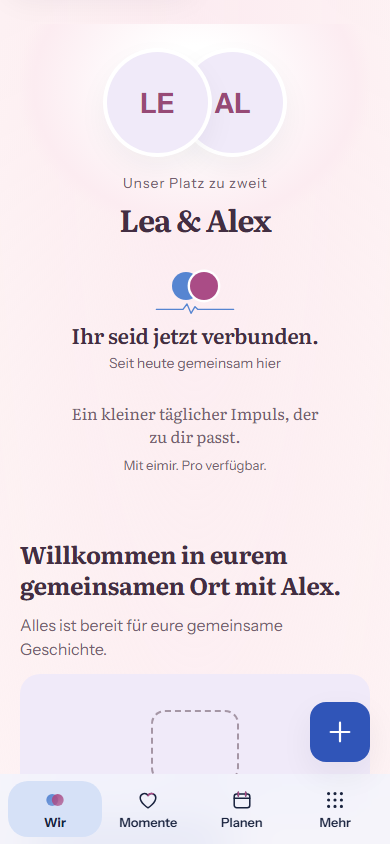 LE AL
Unser Platz zu zweit
Lea & Alex
Ihr seid jetzt verbunden.
Seit heute gemeinsam hier
Ein kleiner täglicher Impuls, der
zu dir passt.
Mit eimir. Pro verfügbar.
Willkommen in eurem
gemeinsamen Ort mit Alex.
Alles ist bereit für eure gemeinsame
Geschichte.
Wir Momente Planen Mehr